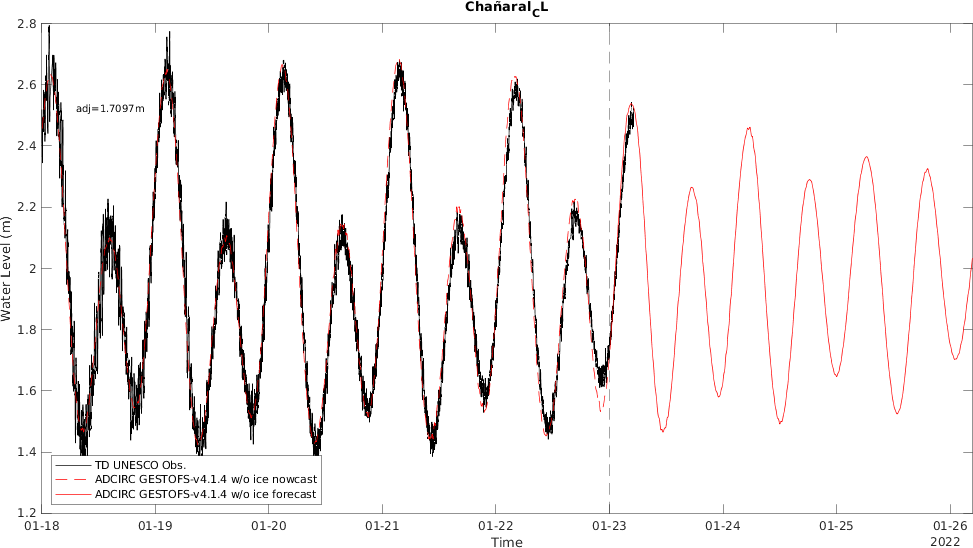 Chañaral_CL
2.8
2.6
2.4
2.2
2
1.8
1.6
1.4
1.2
Water Level (m)
adj=1.7097m
TD UNESCO Obs.
ADCIRC GESTOFS-v4.1.4 w/o ice nowcast
ADCIRC GESTOFS-v4.1.4 w/o ice forecast
01-18 01-19 01-20 01-21 01-22 01-23 01-24 01-25 01-26
Time
2022